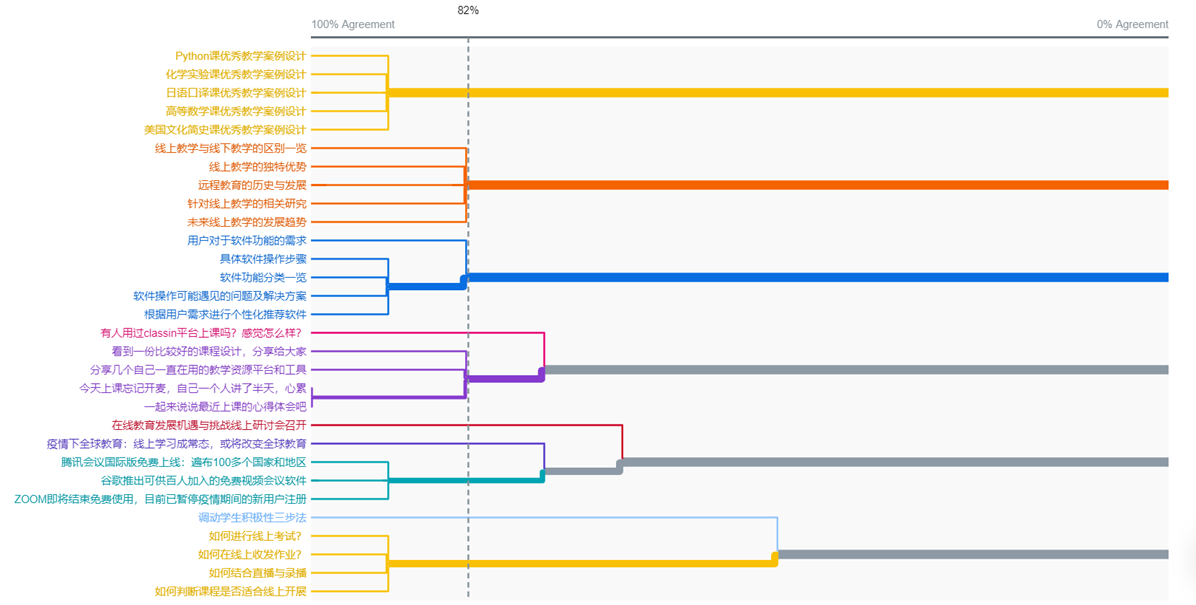 82%
100% Agreement
0% Agreement
Python课优秀教学案例设计
化学实验课优秀教学案例设计
日语口译课优秀教学案例设计
高等数学课优秀教学案例设计
美国文化简史课优秀教学案例设计
线上教学与线下教学的区别一览
线上教学的独特优势
远程教育的历史与发展
针对线上教学的相关研究
未来线上教学的发展趋势
用户对于软件功能的需求
具体软件操作步骤
软件功能分类一览
软件操作可能遇见的问题及解决方案
根据用户需求进行个性化推荐软件
有人用过classin平台上课吗？感觉怎么样？
看到一份比较好的课程设计，分享给大家
分享几个自己一直在用的教学资源平台和工具
今天上课忘记开麦，自己一个人讲了半天，心累
一起来说说最近上课的心得体会吧
在线教育发展机遇与挑战线上研讨会召开
疫情下全球教育：线上学习成常态，或将改变全球教育
腾讯会议国际版免费上线：遍布100多个国家和地区
谷歌推出可供百人加入的免费视频会议软件
ZOOM即将结束免费使用，目前已暂停疫情期间的新用户注册
调动学生积极性三步法
如何进行线上考试？
如何在线上收发作业？
如何结合直播与录播
如何判断课程是否适合线上开展